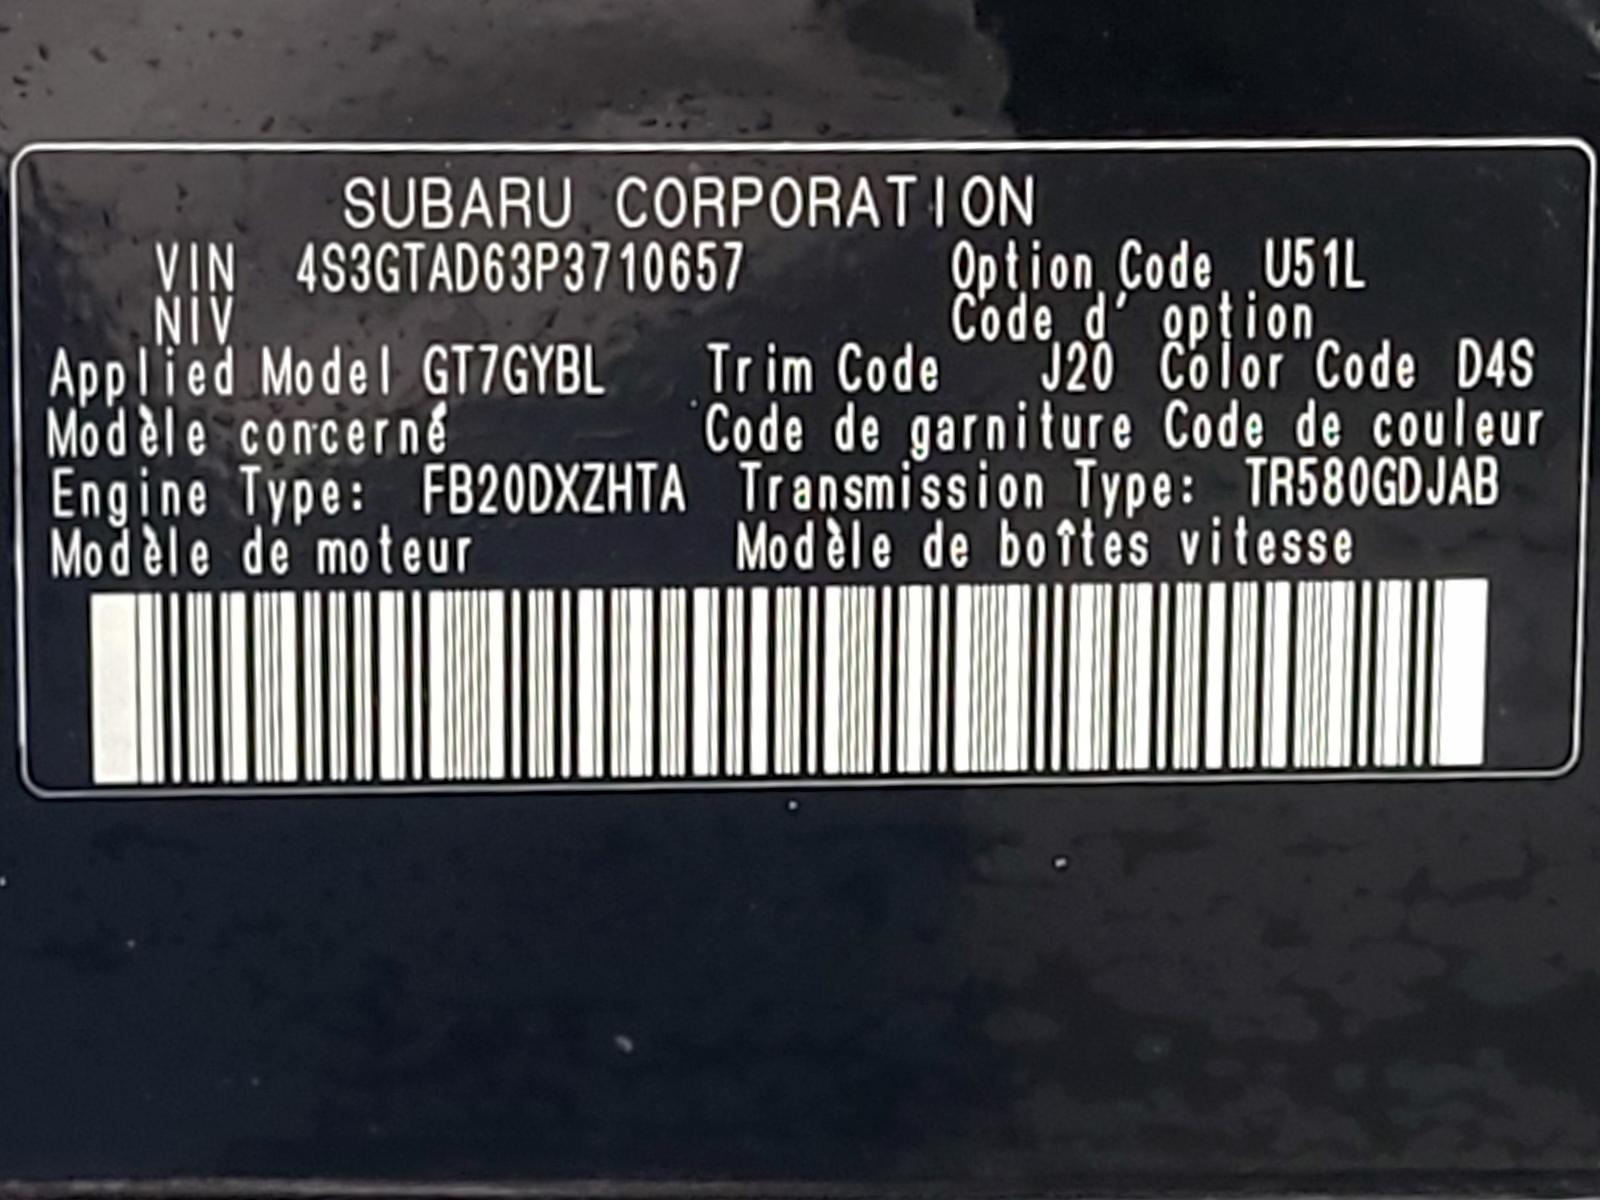 SUBARU CORPORATION
VIN 4S3GTAD63P3710657 Option Code U51L
NIV Code d' option
Applied Model GT7GYBL Trim Code J20 Color Code D4S
Modèle concerné Code de garniture Code de couleur
Engine Type: FB20DXZHTA Transmission Type: TR580GDJAB
Modèle de moteur Modèle de boîtes vitesse